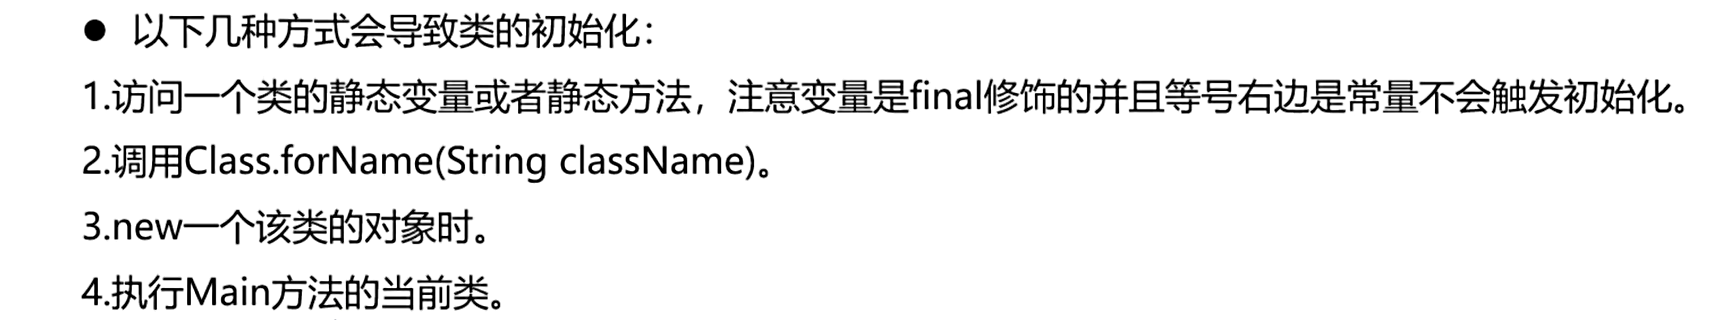 ● 以下几种方式会导致类的初始化：
1.访问一个类的静态变量或者静态方法，注意变量是final修饰的并且等号右边是常量不会触发初始化。
2.调用Class.forName(String className)。
3.new一个该类的对象时。
4.执行Main方法的当前类。